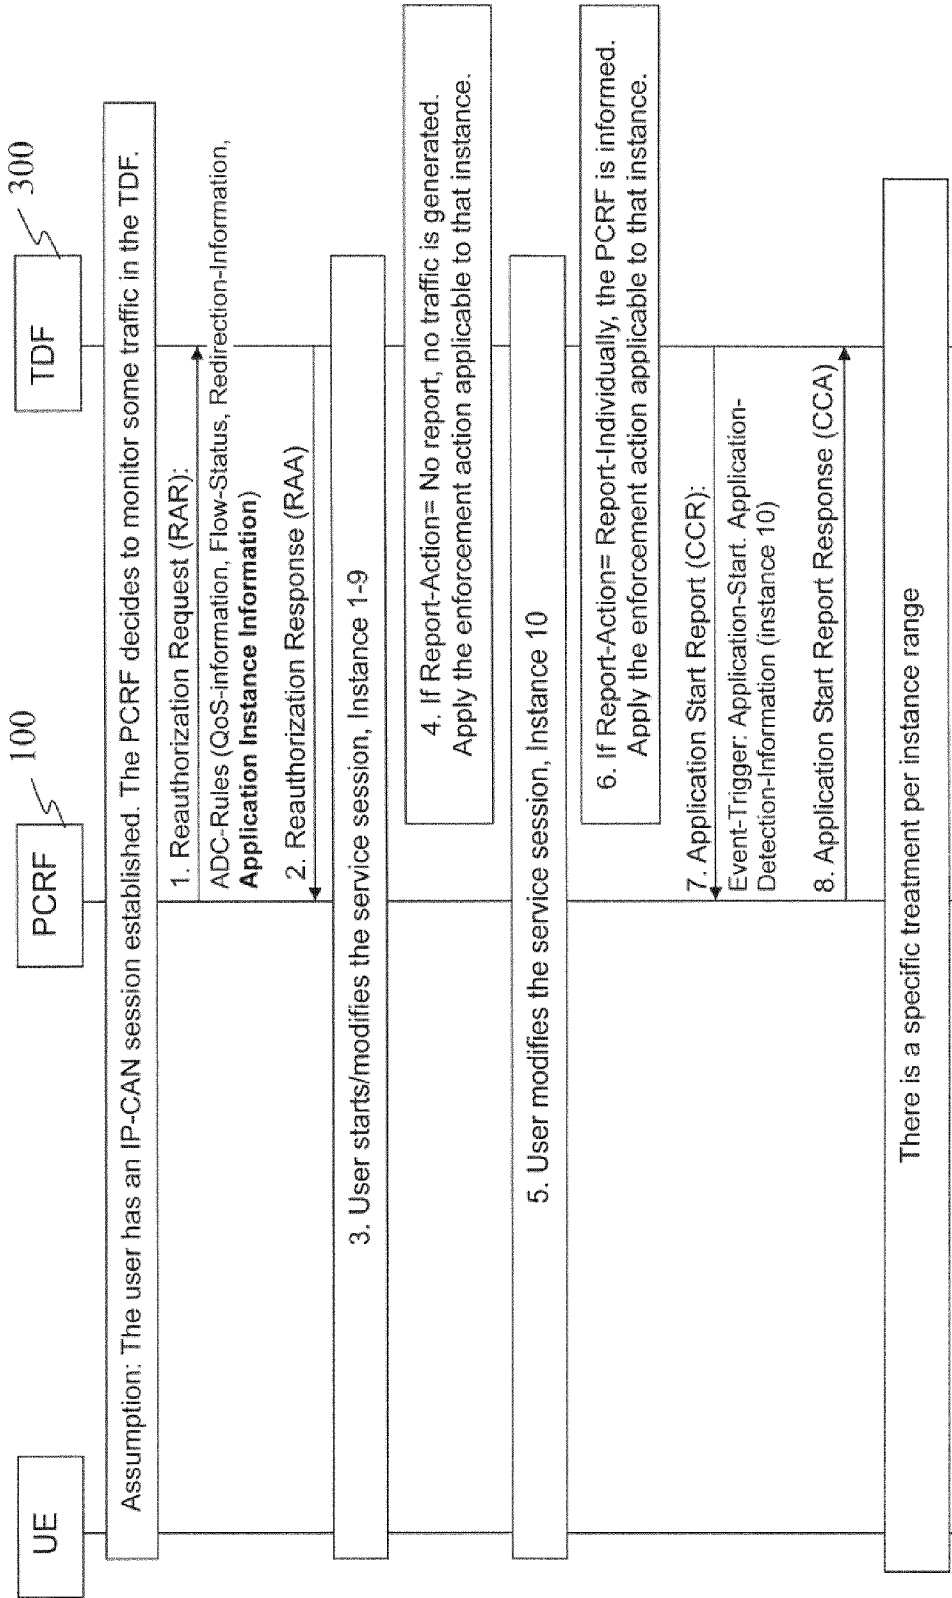 UE
PCRF
100
TDF
300
Assumption: The user has an IP-CAN session established. The PCRF decides to monitor some traffic in the TDF.
1. Reauthorization Request (RAR):
ADC-Rules (QoS-information, Flow-Status, Redirection-Information,
Application Instance Information)
2. Reauthorization Response (RAA)
3. User starts/modifies the service session, Instance 1-9
4. If Report-Action= No report, no traffic is generated.
Apply the enforcement action applicable to that instance.
5. User modifies the service session, Instance 10
6. If Report-Action= Report-Individually, the PCRF is informed.
Apply the enforcement action applicable to that instance.
7. Application Start Report (CCR):
Event-Trigger: Application-Start. Application-
Detection-Information (instance 10)
8. Application Start Report Response (CCA)
There is a specific treatment per instance range